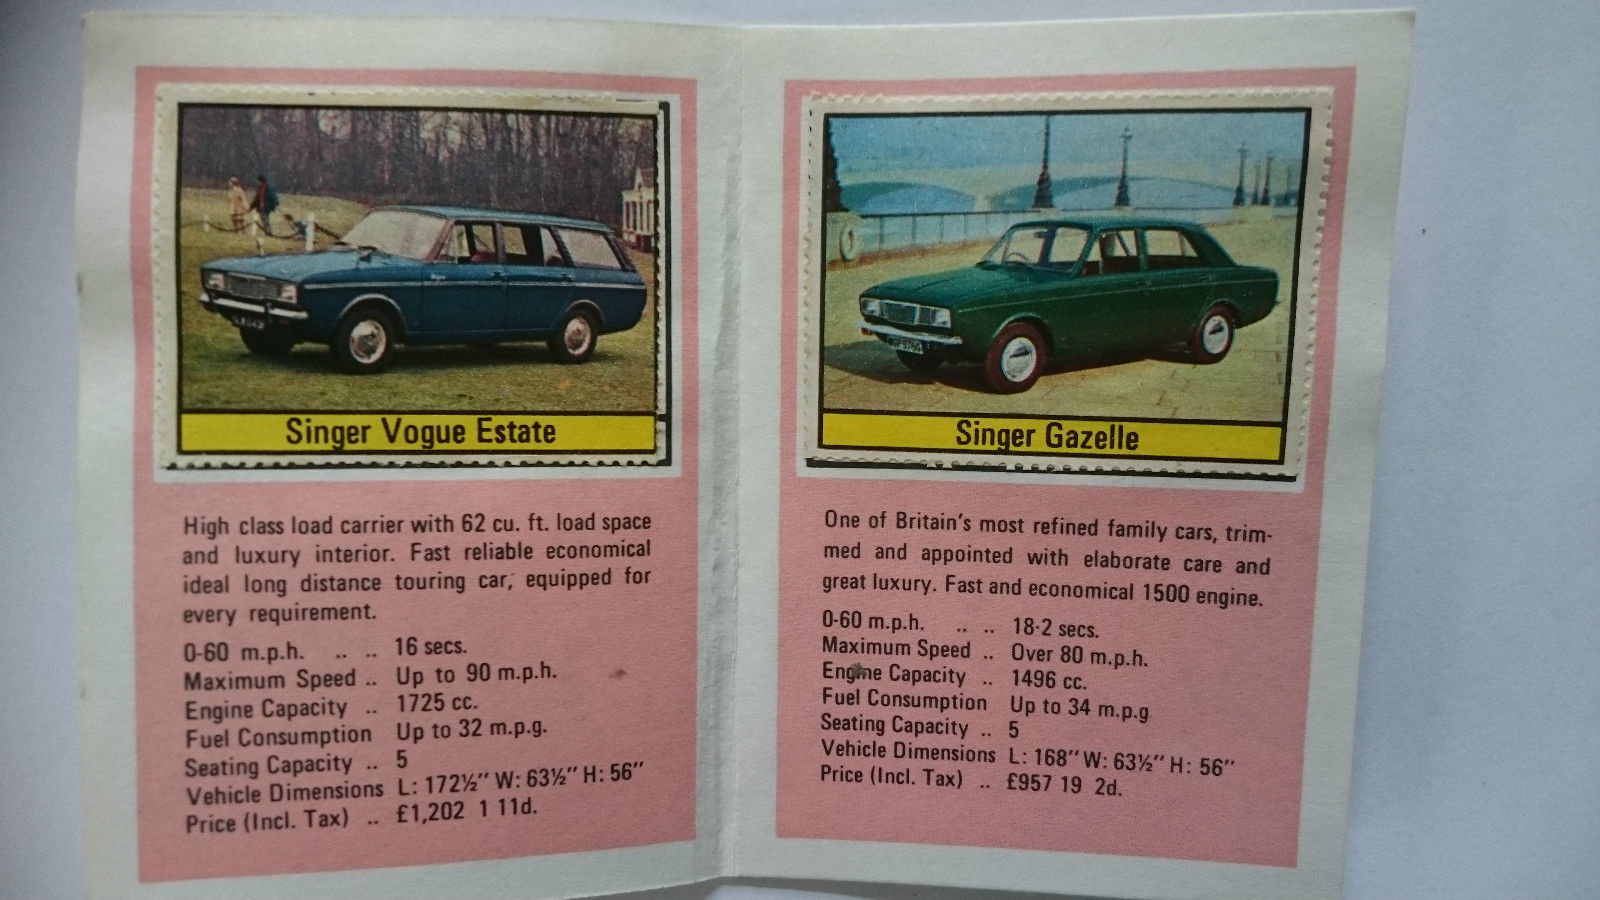 Singer Vogue Estate
High class load carrier with 62 cu. ft. load space
and luxury interior. Fast reliable economical
ideal long distance touring car, equipped for
every requirement.
0-60 m.p.h. .. .. 16 secs.
Maximum Speed .. Up to 90 m.p.h.
Engine Capacity .. 1725 cc.
Fuel Consumption Up to 32 m.p.g.
Seating Capacity .. 5
Vehicle Dimensions L: 172½″ W: 63½″ H: 56″
Price (Incl. Tax) .. £1,202 1 11d.
Singer Gazelle
One of Britain's most refined family cars, trim-
med and appointed with elaborate care and
great luxury. Fast and economical 1500 engine.
0-60 m.p.h. .. .. 18·2 secs.
Maximum Speed .. Over 80 m.p.h.
Engine Capacity .. 1496 cc.
Fuel Consumption Up to 34 m.p.g
Seating Capacity .. 5
Vehicle Dimensions L: 168″ W: 63½″ H: 56″
Price (Incl. Tax) .. £957 19 2d.